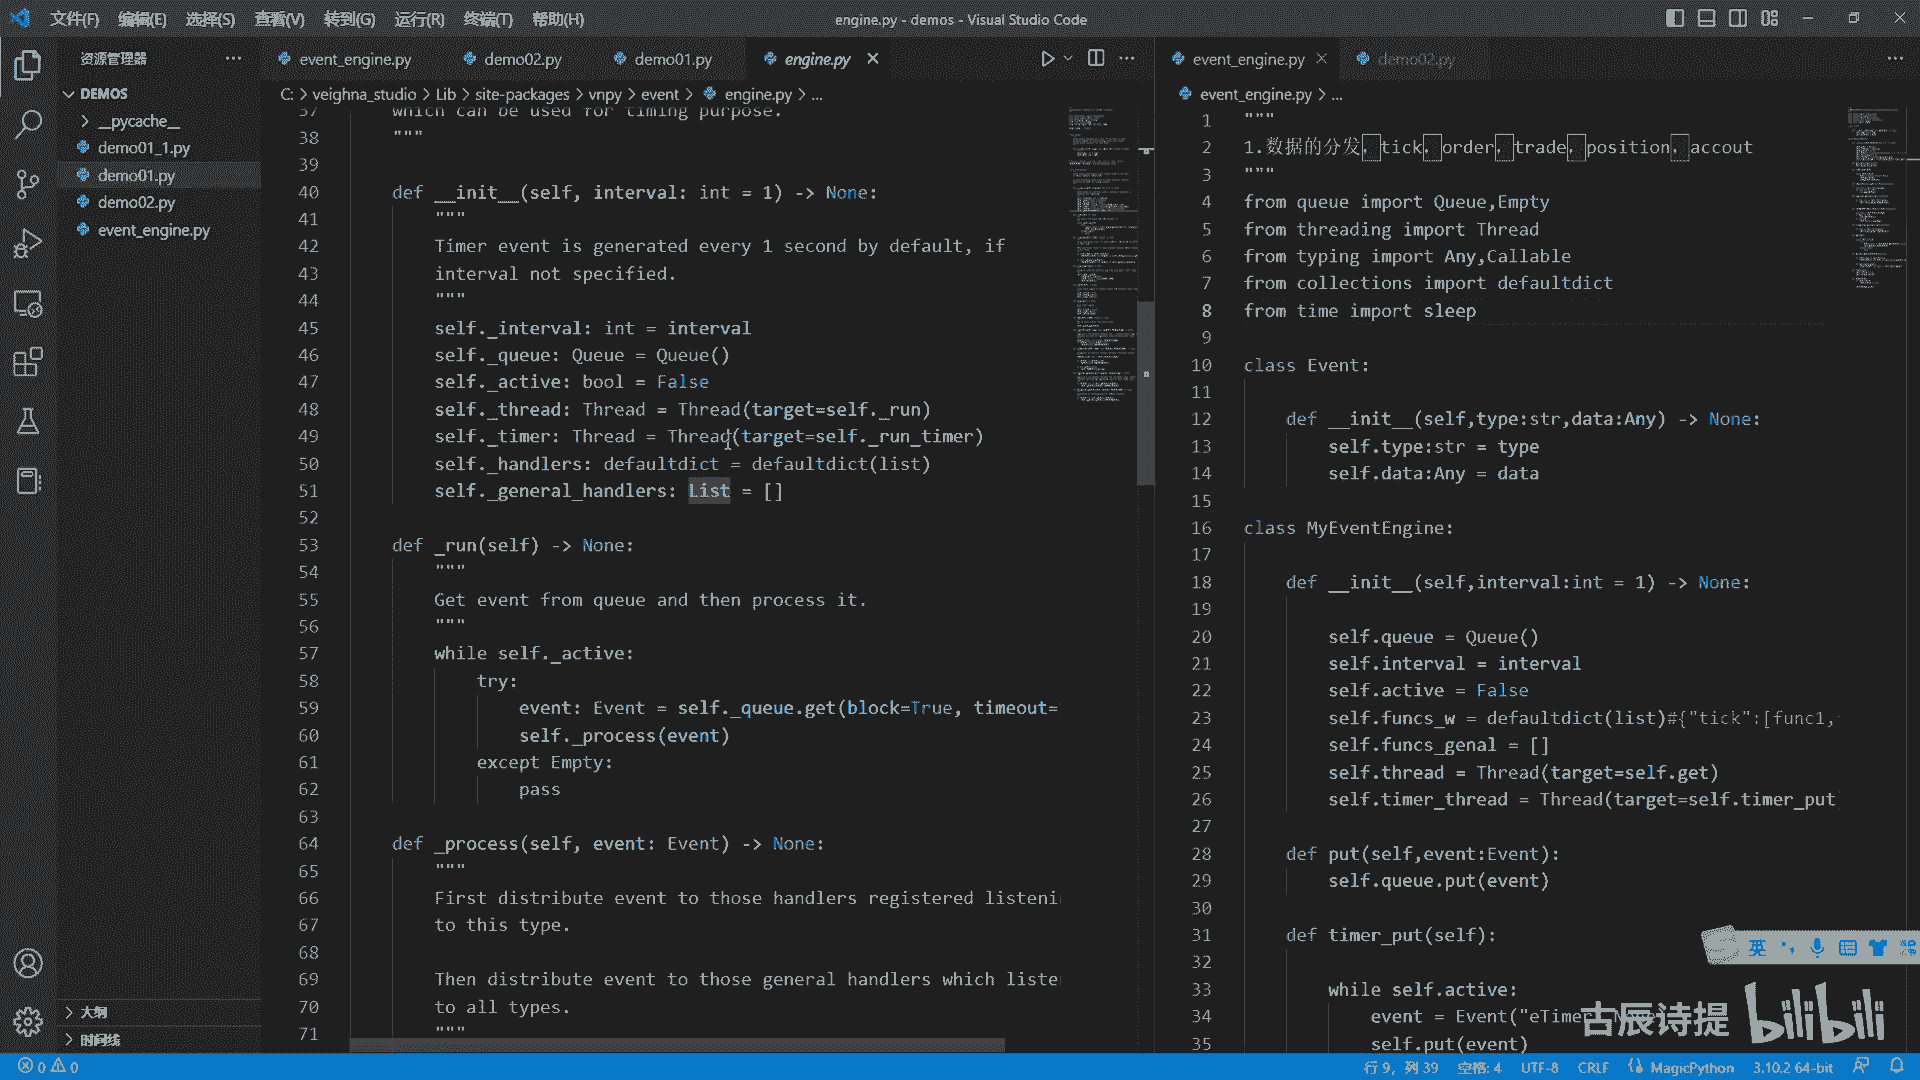 文件(F) 编辑(E) 选择(S) 查看(V) 转到(G) 运行(R) 终端(T) 帮助(H)
engine.py - demos - Visual Studio Code
资源管理器
DEMOS
__pycache__
demo01_1.py
demo01.py
demo02.py
event_engine.py
大纲
时间线
event_engine.py demo02.py demo01.py engine.py
C: > veighna_studio > Lib > site-packages > vnpy > event > engine.py > ...
37 which can be used for timing purpose.
38 """
39
40 def __init__(self, interval: int = 1) -> None:
41 """
42 Timer event is generated every 1 second by default, if
43 interval not specified.
44 """
45 self._interval: int = interval
46 self._queue: Queue = Queue()
47 self._active: bool = False
48 self._thread: Thread = Thread(target=self._run)
49 self._timer: Thread = Thread(target=self._run_timer)
50 self._handlers: defaultdict = defaultdict(list)
51 self._general_handlers: List = []
52
53 def _run(self) -> None:
54 """
55 Get event from queue and then process it.
56 """
57 while self._active:
58 try:
59 event: Event = self._queue.get(block=True, timeout=
60 self._process(event)
61 except Empty:
62 pass
63
64 def _process(self, event: Event) -> None:
65 """
66 First distribute event to those handlers registered listeni
67 to this type.
68
69 Then distribute event to those general handlers which liste
70 to all types.
71 """
event_engine.py demo02.py
event_engine.py > ...
1 """
2 1.数据的分发，tick，order，trade，position，accout
3 """
4 from queue import Queue,Empty
5 from threading import Thread
6 from typing import Any,Callable
7 from collections import defaultdict
8 from time import sleep
9
10 class Event:
11
12 def __init__(self,type:str,data:Any) -> None:
13 self.type:str = type
14 self.data:Any = data
15
16 class MyEventEngine:
17
18 def __init__(self,interval:int = 1) -> None:
19
20 self.queue = Queue()
21 self.interval = interval
22 self.active = False
23 self.funcs_w = defaultdict(list)#{"tick":[func1,
24 self.funcs_genal = []
25 self.thread = Thread(target=self.get)
26 self.timer_thread = Thread(target=self.timer_put
27
28 def put(self,event:Event):
29 self.queue.put(event)
30
31 def timer_put(self):
32
33 while self.active:
34 event = Event("eTimer
35 self.put(event)
英
古辰诗提 bilibili
0 0
行 9，列 39 空格: 4 UTF-8 CRLF MagicPython 3.10.2 64-bit